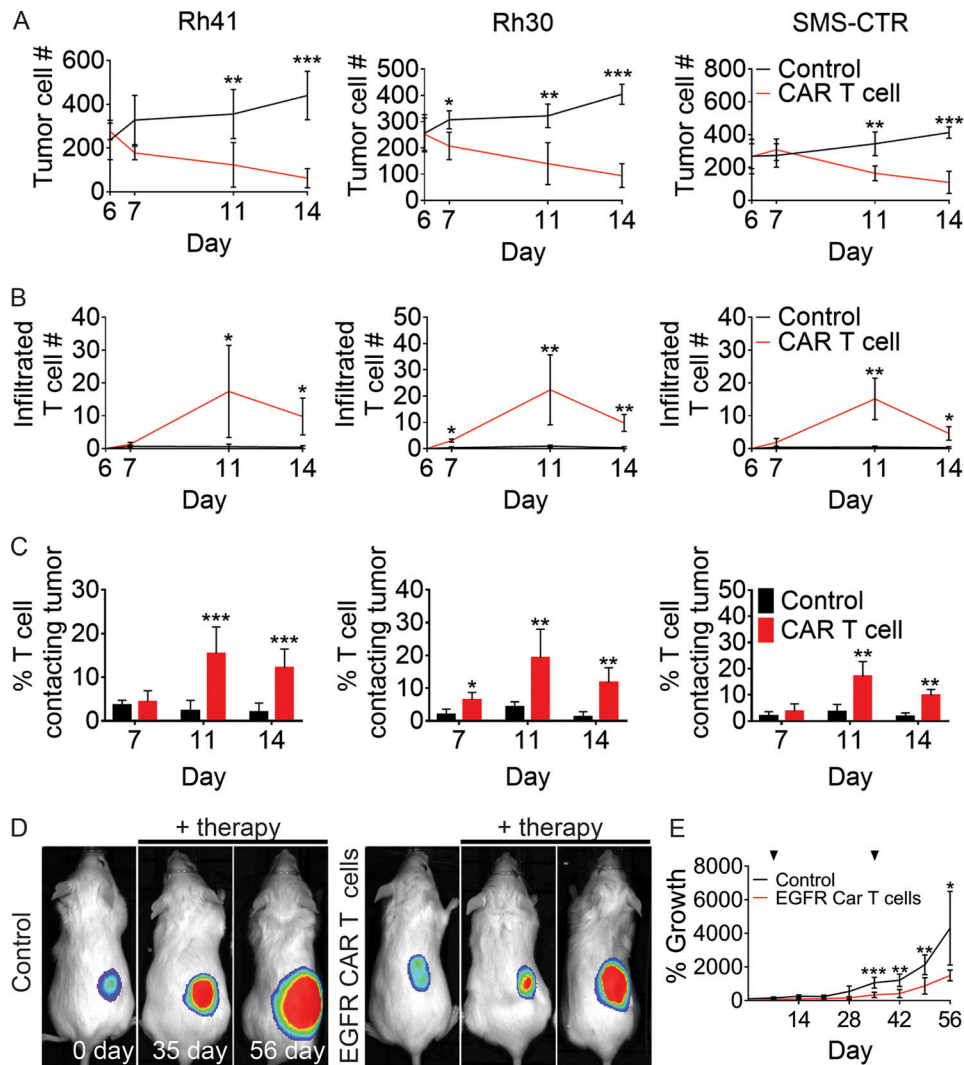 A
Rh41
Rh30
SMS-CTR
Tumor cell #
600
400
200
0
6 7 11 14
Day
** ***
Tumor cell #
500
400
300
200
100
0
6 7 11 14
Day
* ** ***
Tumor cell #
800
600
400
200
0
6 7 11 14
Day
** ***
Control
CAR T cell
B
Infiltrated
T cell #
40
30
20
10
0
6 7 11 14
Day
* *
Infiltrated
T cell #
50
40
30
20
10
0
6 7 11 14
Day
* ** **
Infiltrated
T cell #
40
30
20
10
0
6 7 11 14
Day
** *
Control
CAR T cell
C
% T cell
contacting tumor
30
20
10
0
7 11 14
Day
*** ***
% T cell
contacting tumor
40
30
20
10
0
7 11 14
Day
* ** **
% T cell
contacting tumor
50
40
30
20
10
0
7 11 14
Day
** **
Control
CAR T cell
D
+ therapy
Control
0 day 35 day 56 day
+ therapy
EGFR CAR T cells
E
% Growth
8000
6000
4000
2000
0
14 28 42 56
Day
Control
EGFR Car T cells
*** ** ** *